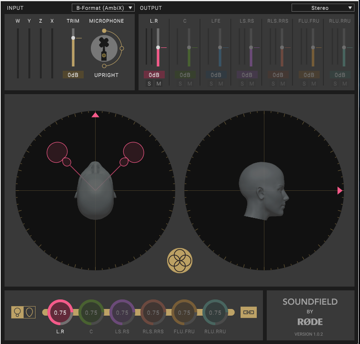 INPUT B-Format (AmbiX) OUTPUT Stereo
W Y Z X TRIM MICROPHONE L.R C LFE LS.RS RLS.RRS FLU.FRU RLU.RRU
0dB UPRIGHT 0dB 0dB 0dB 0dB 0dB 0dB 0dB
S M
0.75 0.75 0.75 0.75 0.75 0.75
L.R C LS.RS RLS.RRS FLU.FRU RLU.RRU
SOUNDFIELD
BY
RØDE